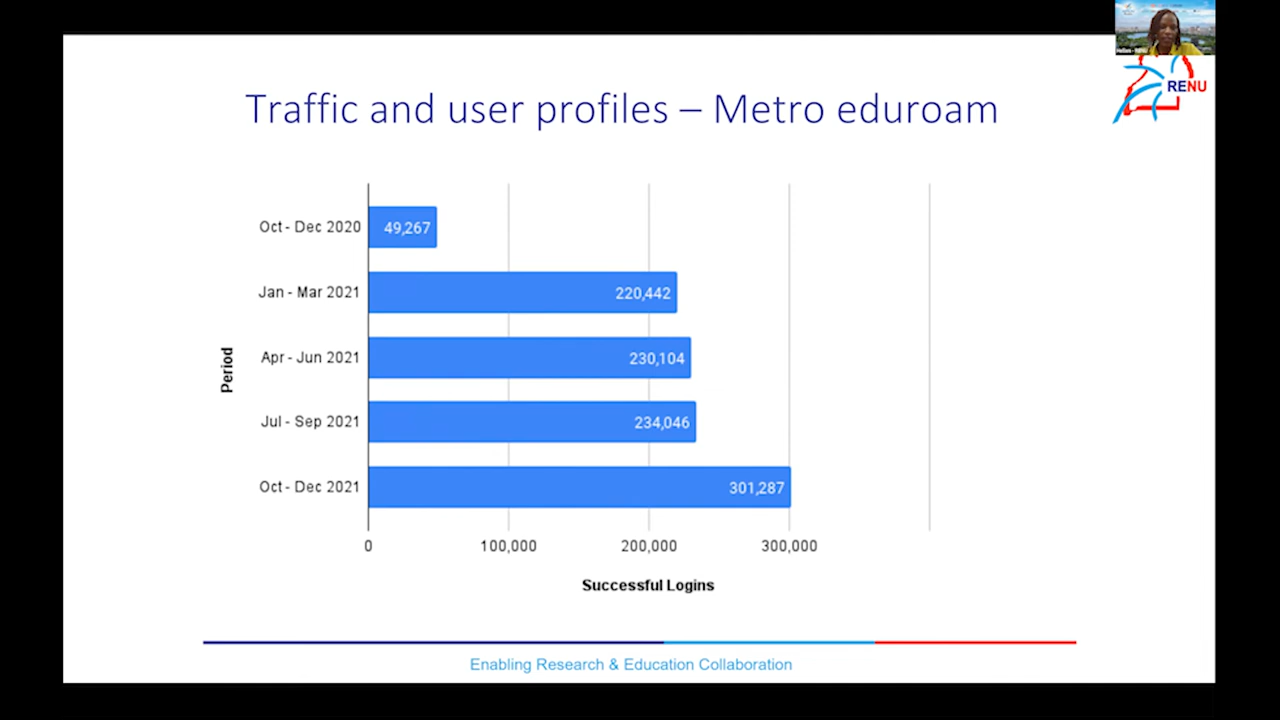 RENU
Traffic and user profiles – Metro eduroam
Period
Oct - Dec 2020
49,267
Jan - Mar 2021
220,442
Apr - Jun 2021
230,104
Jul - Sep 2021
234,046
Oct - Dec 2021
301,287
0 100,000 200,000 300,000
Successful Logins
Enabling Research & Education Collaboration